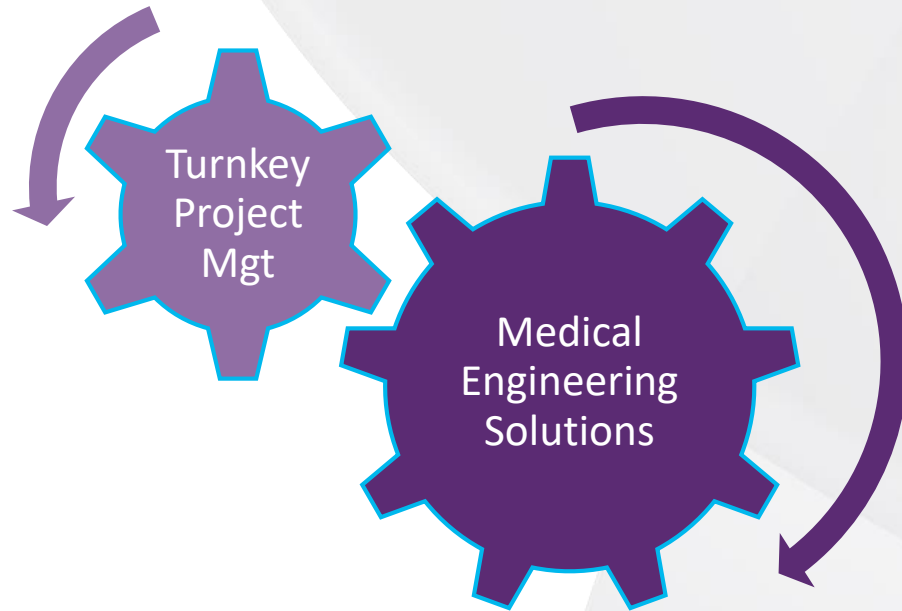 Turnkey
Project
Mgt
Medical
Engineering
Solutions